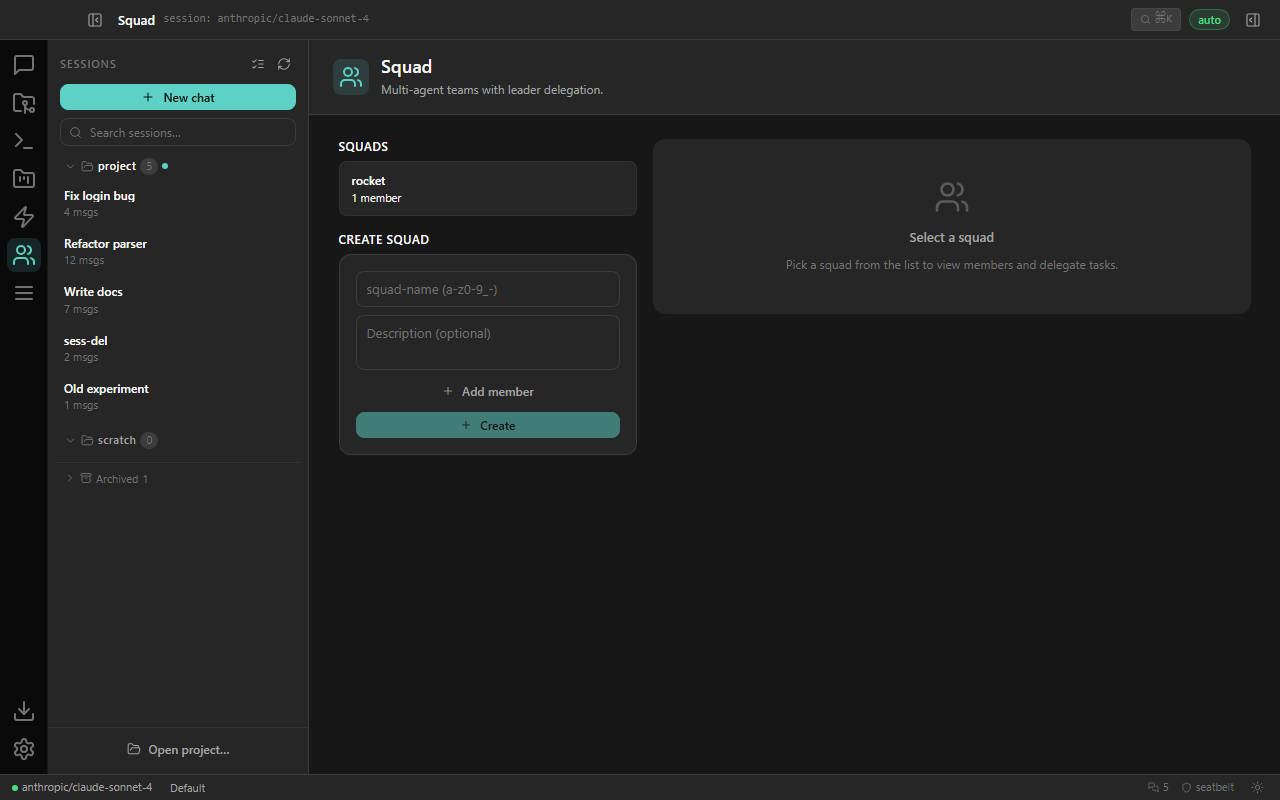 Squad session: anthropic/claude-sonnet-4
⌘K
auto
SESSIONS
+ New chat
Search sessions...
project 5
Fix login bug
4 msgs
Refactor parser
12 msgs
Write docs
7 msgs
sess-del
2 msgs
Old experiment
1 msgs
scratch 0
Archived 1
Open project...
Squad
Multi-agent teams with leader delegation.
SQUADS
rocket
1 member
CREATE SQUAD
squad-name (a-z0-9_-)
Description (optional)
+ Add member
+ Create
Select a squad
Pick a squad from the list to view members and delegate tasks.
anthropic/claude-sonnet-4 Default
5 seatbelt